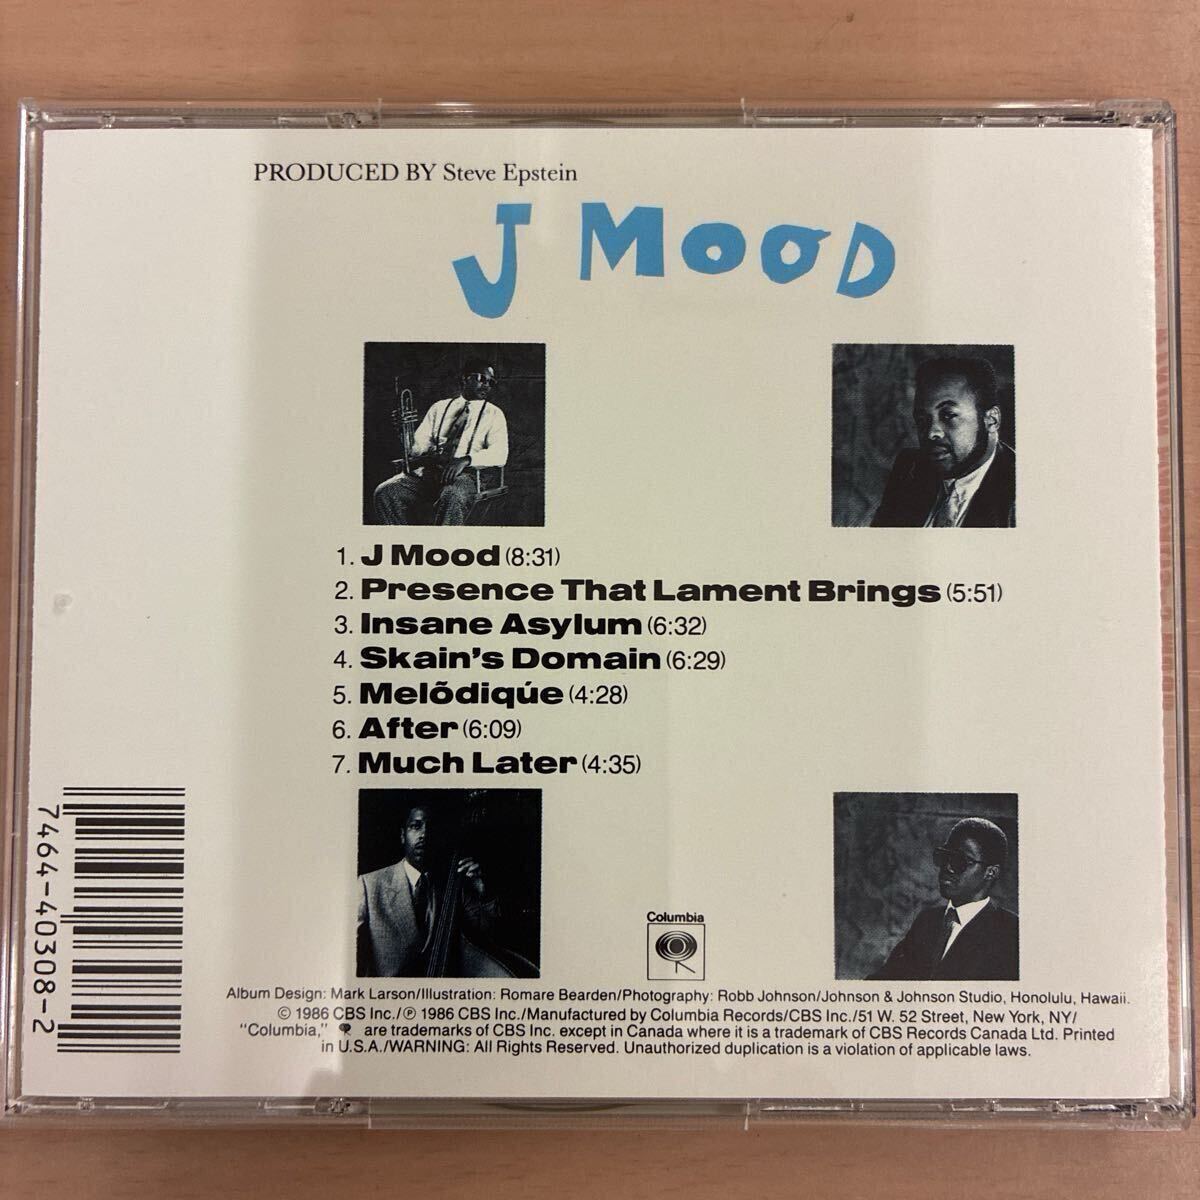 PRODUCED BY Steve Epstein
J MOOD
1. J Mood (8:31)
2. Presence That Lament Brings (5:51)
3. Insane Asylum (6:32)
4. Skain's Domain (6:29)
5. Melõdiqúe (4:28)
6. After (6:09)
7. Much Later (4:35)
7464-40308-2
Columbia
Album Design: Mark Larson/Illustration: Romare Bearden/Photography: Robb Johnson/Johnson & Johnson Studio, Honolulu, Hawaii.
© 1986 CBS Inc./℗ 1986 CBS Inc./Manufactured by Columbia Records/CBS Inc./51 W. 52 Street, New York, NY/
"Columbia," are trademarks of CBS Inc. except in Canada where it is a trademark of CBS Records Canada Ltd. Printed
in U.S.A./WARNING: All Rights Reserved. Unauthorized duplication is a violation of applicable laws.